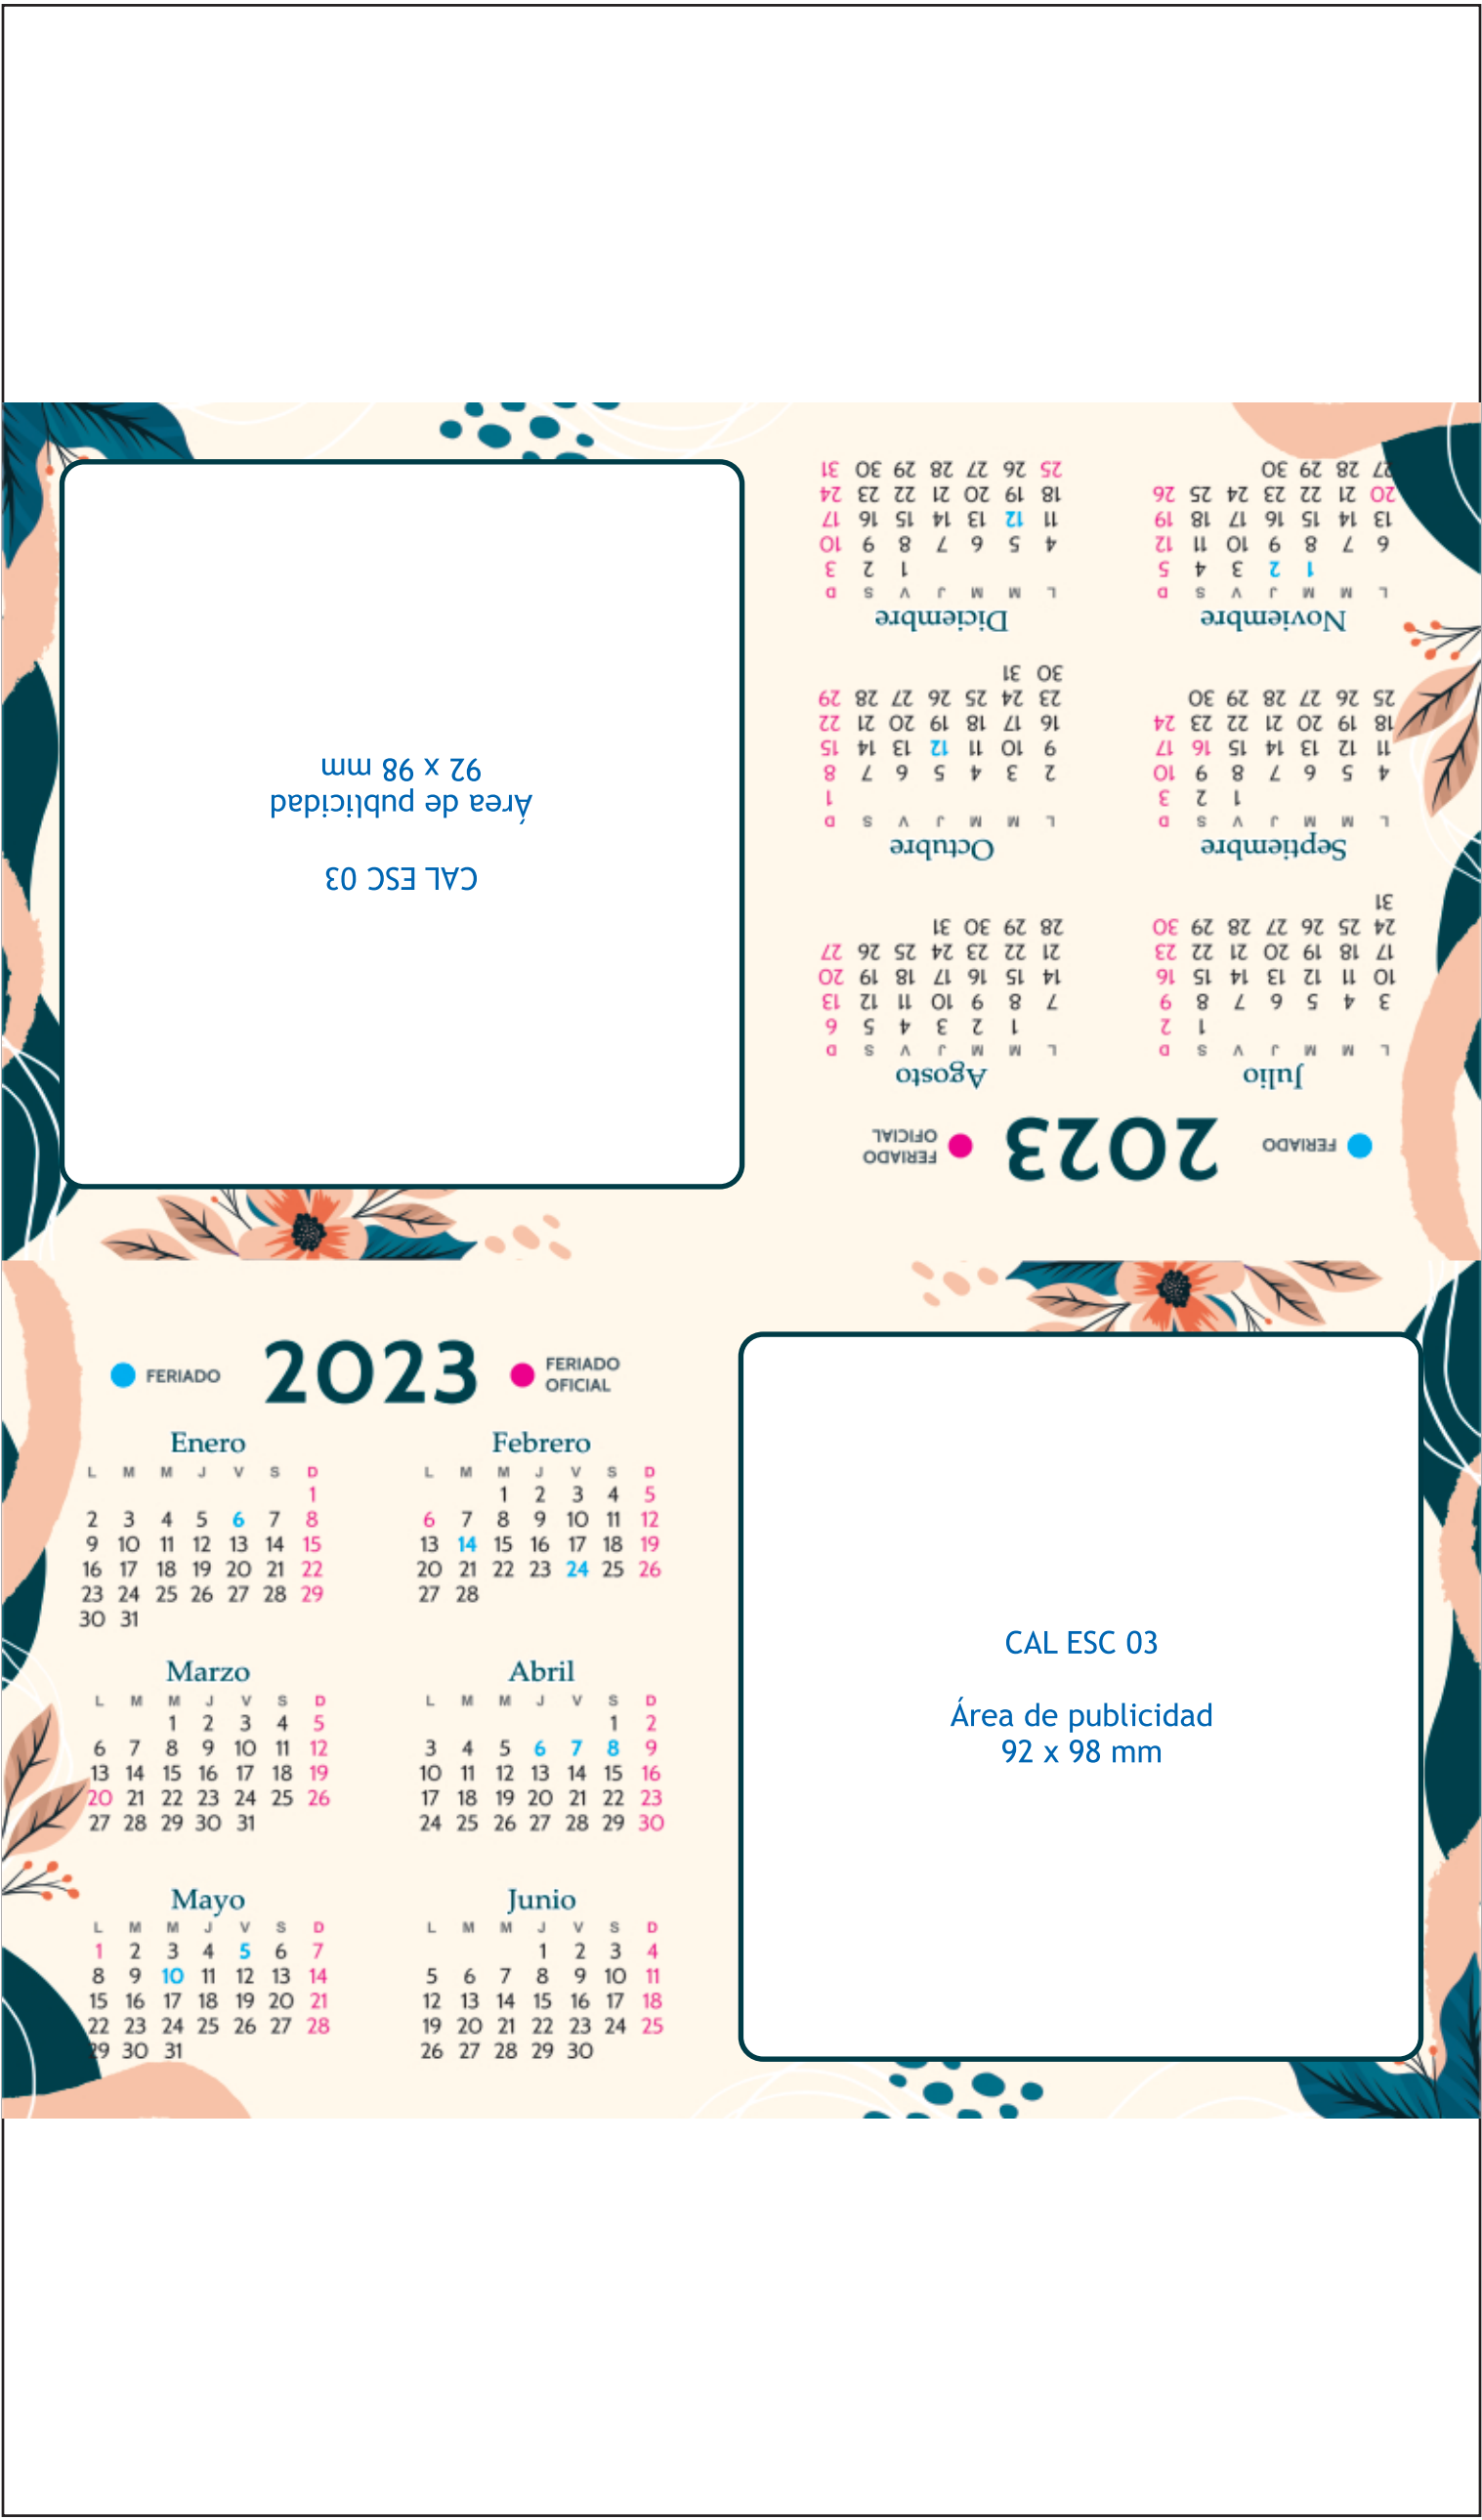 FERIADO
2023
FERIADO
OFICIAL
Julio
L M M J V S D
1 2
3 4 5 6 7 8 9
10 11 12 13 14 15 16
17 18 19 20 21 22 23
24 25 26 27 28 29 30
31
Agosto
L M M J V S D
1 2 3 4 5 6
7 8 9 10 11 12 13
14 15 16 17 18 19 20
21 22 23 24 25 26 27
28 29 30 31
Septiembre
L M M J V S D
1 2 3
4 5 6 7 8 9 10
11 12 13 14 15 16 17
18 19 20 21 22 23 24
25 26 27 28 29 30
Octubre
L M M J V S D
1
2 3 4 5 6 7 8
9 10 11 12 13 14 15
16 17 18 19 20 21 22
23 24 25 26 27 28 29
30 31
Noviembre
L M M J V S D
1 2 3 4 5
6 7 8 9 10 11 12
13 14 15 16 17 18 19
20 21 22 23 24 25 26
27 28 29 30
Diciembre
L M M J V S D
1 2 3
4 5 6 7 8 9 10
11 12 13 14 15 16 17
18 19 20 21 22 23 24
25 26 27 28 29 30 31
CAL ESC 03
Área de publicidad
92 x 98 mm
FERIADO
2023
FERIADO
OFICIAL
Enero
L M M J V S D
1
2 3 4 5 6 7 8
9 10 11 12 13 14 15
16 17 18 19 20 21 22
23 24 25 26 27 28 29
30 31
Febrero
L M M J V S D
1 2 3 4 5
6 7 8 9 10 11 12
13 14 15 16 17 18 19
20 21 22 23 24 25 26
27 28
Marzo
L M M J V S D
1 2 3 4 5
6 7 8 9 10 11 12
13 14 15 16 17 18 19
20 21 22 23 24 25 26
27 28 29 30 31
Abril
L M M J V S D
1 2
3 4 5 6 7 8 9
10 11 12 13 14 15 16
17 18 19 20 21 22 23
24 25 26 27 28 29 30
Mayo
L M M J V S D
1 2 3 4 5 6 7
8 9 10 11 12 13 14
15 16 17 18 19 20 21
22 23 24 25 26 27 28
29 30 31
Junio
L M M J V S D
1 2 3 4
5 6 7 8 9 10 11
12 13 14 15 16 17 18
19 20 21 22 23 24 25
26 27 28 29 30
CAL ESC 03
Área de publicidad
92 x 98 mm